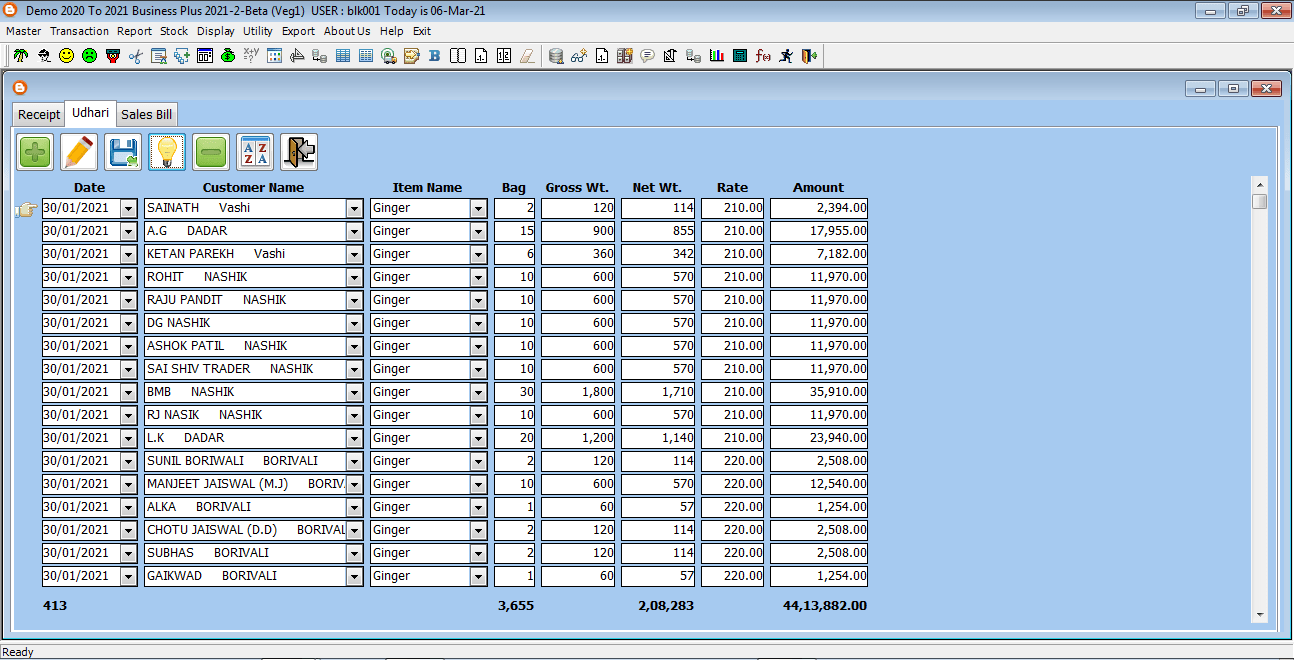 Demo 2020 To 2021 Business Plus 2021-2-Beta (Veg1) USER : blk001 Today is 06-Mar-21
Master Transaction Report Stock Display Utility Export About Us Help Exit
Receipt Udhari Sales Bill
Date Customer Name Item Name Bag Gross Wt. Net Wt. Rate Amount
30/01/2021 SAINATH Vashi Ginger 2 120 114 210.00 2,394.00
30/01/2021 A.G DADAR Ginger 15 900 855 210.00 17,955.00
30/01/2021 KETAN PAREKH Vashi Ginger 6 360 342 210.00 7,182.00
30/01/2021 ROHIT NASHIK Ginger 10 600 570 210.00 11,970.00
30/01/2021 RAJU PANDIT NASHIK Ginger 10 600 570 210.00 11,970.00
30/01/2021 DG NASHIK Ginger 10 600 570 210.00 11,970.00
30/01/2021 ASHOK PATIL NASHIK Ginger 10 600 570 210.00 11,970.00
30/01/2021 SAI SHIV TRADER NASHIK Ginger 10 600 570 210.00 11,970.00
30/01/2021 BMB NASHIK Ginger 30 1,800 1,710 210.00 35,910.00
30/01/2021 RJ NASIK NASHIK Ginger 10 600 570 210.00 11,970.00
30/01/2021 L.K DADAR Ginger 20 1,200 1,140 210.00 23,940.00
30/01/2021 SUNIL BORIWALI BORIVALI Ginger 2 120 114 220.00 2,508.00
30/01/2021 MANJEET JAISWAL (M.J) BORIV Ginger 10 600 570 220.00 12,540.00
30/01/2021 ALKA BORIVALI Ginger 1 60 57 220.00 1,254.00
30/01/2021 CHOTU JAISWAL (D.D) BORIVAL Ginger 2 120 114 220.00 2,508.00
30/01/2021 SUBHAS BORIVALI Ginger 2 120 114 220.00 2,508.00
30/01/2021 GAIKWAD BORIVALI Ginger 1 60 57 220.00 1,254.00
413 3,655 2,08,283 44,13,882.00
Ready